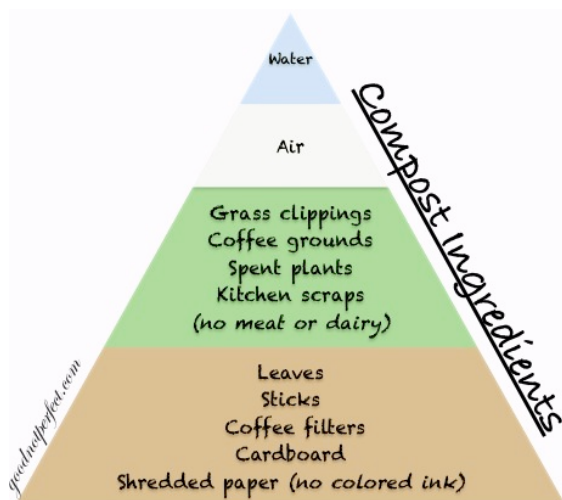 Water
Air
Grass clippings
Coffee grounds
Spent plants
Kitchen scraps
(no meat or dairy)
Leaves
Sticks
Coffee filters
Cardboard
Shredded paper (no colored ink)
Compost Ingredients
goodnotperfect.com